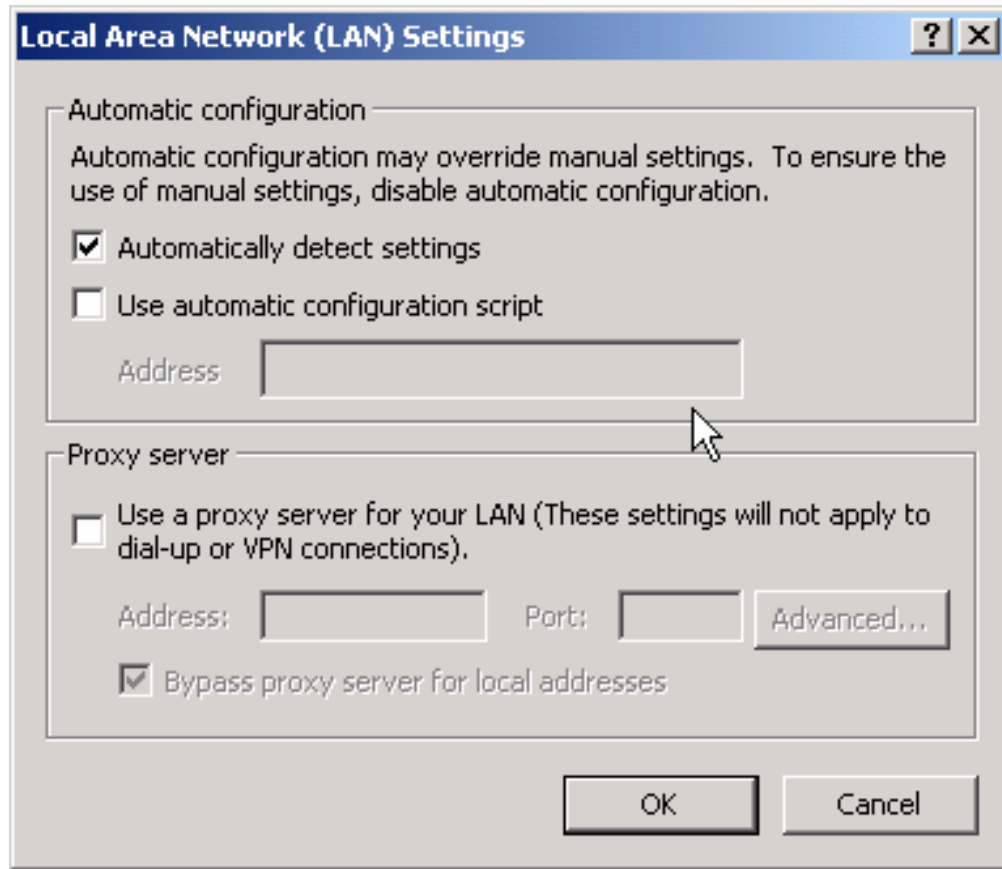 Local Area Network (LAN) Settings
Automatic configuration
Automatic configuration may override manual settings.  To ensure the
use of manual settings, disable automatic configuration.
Automatically detect settings
Use automatic configuration script
Address
Proxy server
Use a proxy server for your LAN (These settings will not apply to
dial-up or VPN connections).
Address: Port: Advanced...
Bypass proxy server for local addresses
OK Cancel